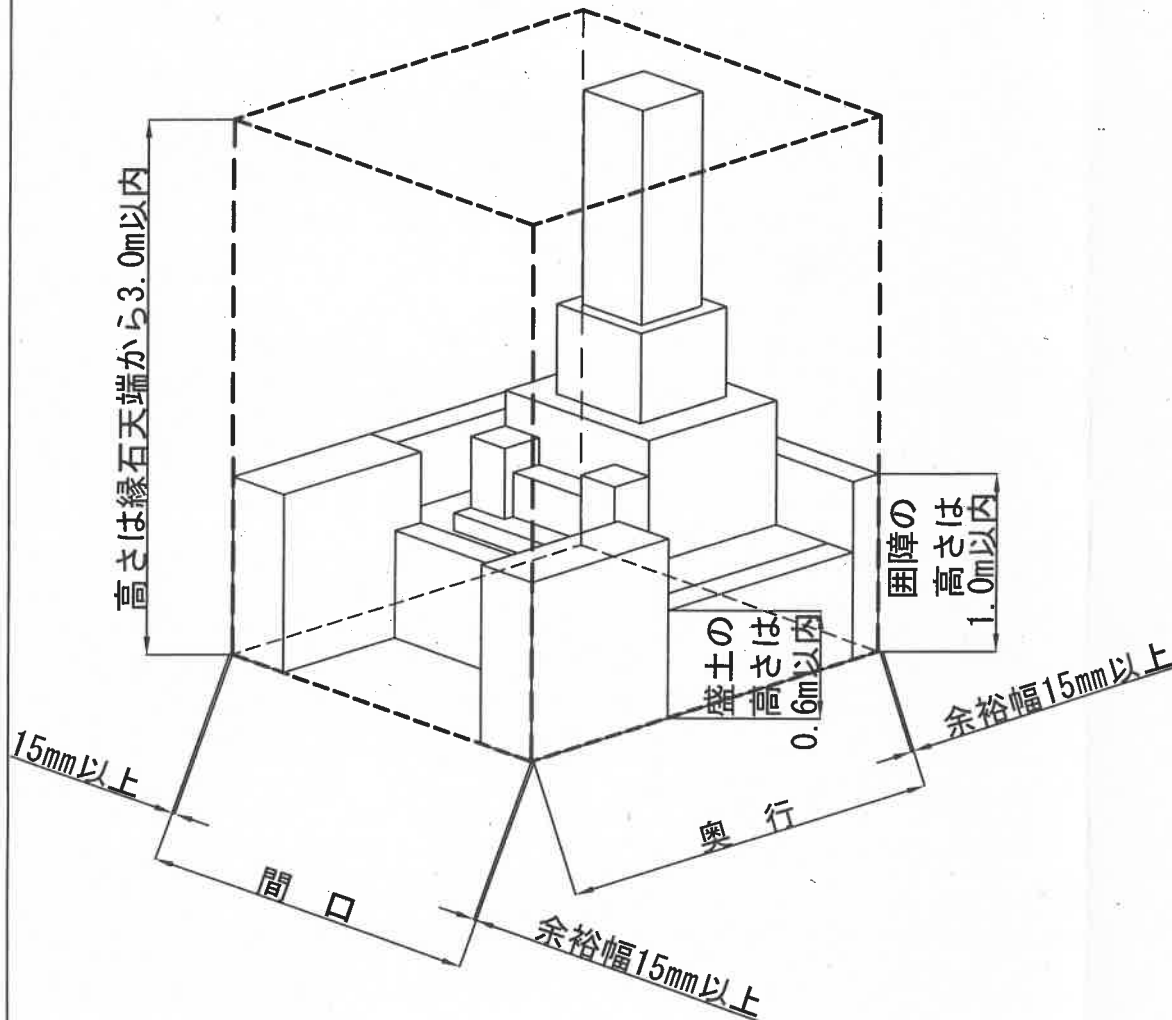 高さは縁石天端から3.0m以内
囲障の
高さは
1.0m以内
盛土の
高さは
0.6m以内
余裕幅15mm以上
15mm以上
奥 行
間 口
余裕幅15mm以上